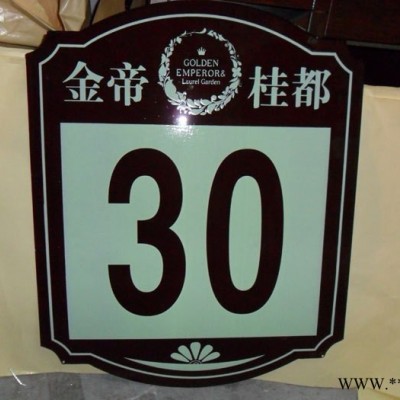 GOLDEN
EMPEROR&
Laurel Garden
金帝 桂都
30
WWW.**